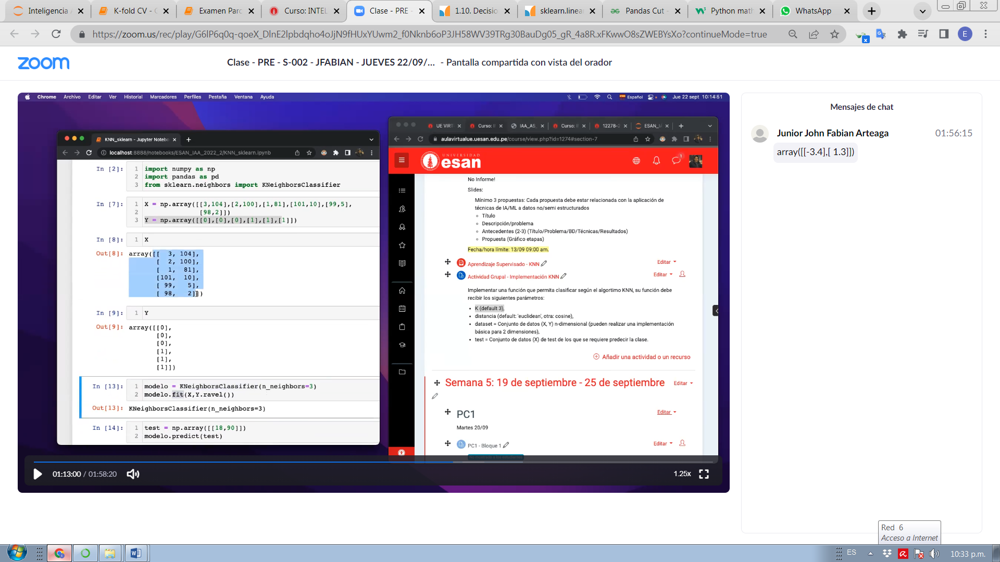 Inteligencia
K-fold CV -
Examen Parc
Curso: INTEL
Clase - PRE -
1.10. Decisio
sklearn.linea
Pandas Cut -
Python math
WhatsApp
https://zoom.us/rec/play/G6lP6q0q-qoeX_DlnE2lpbdqho4oJjN9fHUxYUwm2_f0Nknb6oP3JH58WV39TRg30BauDg05_gR_4a8R.xFKwwO8sZWEBYsXo?continueMode=true
E
zoom
Clase - PRE - S-002 - JFABIAN - JUEVES 22/09/... - Pantalla compartida con vista del orador
Chrome Archivo Editar Ver Historial Marcadores Perfiles Pestaña Ventana Ayuda
Español Jue 22 sept 10:14:51
KNN_sklearn - Jupyter Notebo
localhost:8888/notebooks/ESAN_IAA_2022_2/KNN_sklearn.ipynb
In [2]:
1 import numpy as np
2 import pandas as pd
3 from sklearn.neighbors import KNeighborsClassifier
In [7]:
1 X = np.array([[3,104],[2,100],[1,81],[101,10],[99,5],
2 [98,2]])
3 Y = np.array([[0],[0],[0],[1],[1],[1]])
In [8]: 1 X
Out[8]: array([[ 3, 104],
[ 2, 100],
[ 1, 81],
[101, 10],
[ 99, 5],
[ 98, 2]])
In [9]: 1 Y
Out[9]: array([[0],
[0],
[0],
[1],
[1],
[1]])
In [13]:
1 modelo = KNeighborsClassifier(n_neighbors=3)
2 modelo.fit(X,Y.ravel())
Out[13]: KNeighborsClassifier(n_neighbors=3)
In [14]:
1 test = np.array([[18,90]])
2 modelo.predict(test)
UE VIRT
Curso: I
IAA_AS_
Curso: I
12278-2
ESAN_I
aulavirtualue.uesan.edu.pe/course/view.php?id=1274#section-7
UNIVERSIDAD
esan
1
No Informe!
Slides:
Mínimo 3 propuestas: Cada propuesta debe estar relacionada con la aplicación de
técnicas de IA/ML a datos no/semi estructurados
Título
Descripción/problema
Antecedentes (2-3) (Título/Problema/BD/Técnicas/Resultados)
Propuesta (Gráfico etapas)
Fecha/hora límite: 13/09 09:00 am.
Aprendizaje Supervisado - KNN Editar
Actividad Grupal - Implementación KNN Editar
Implementar una función que permita clasificar según el algortimo KNN, su función debe
recibir los siguientes parámetros:
K (default 3),
distancia (default: 'euclidean', otra: cosine),
dataset = Conjunto de datos (X, Y) n-dimensional (pueden realizar una implementación
básica para 2 dimensiones),
test = Conjunto de datos (X) de test de los que se requiere predecir la clase.
Añadir una actividad o un recurso
Semana 5: 19 de septiembre - 25 de septiembre Editar
PC1 Editar
Martes 20/09
PC1 - Bloque 1 Editar
01:13:00 / 01:58:20
1.25x
Mensajes de chat
Junior John Fabian Arteaga 01:56:15
array([[-3.4],[ 1.3]])
Red 6
Acceso a Internet
ES
10:33 p.m.